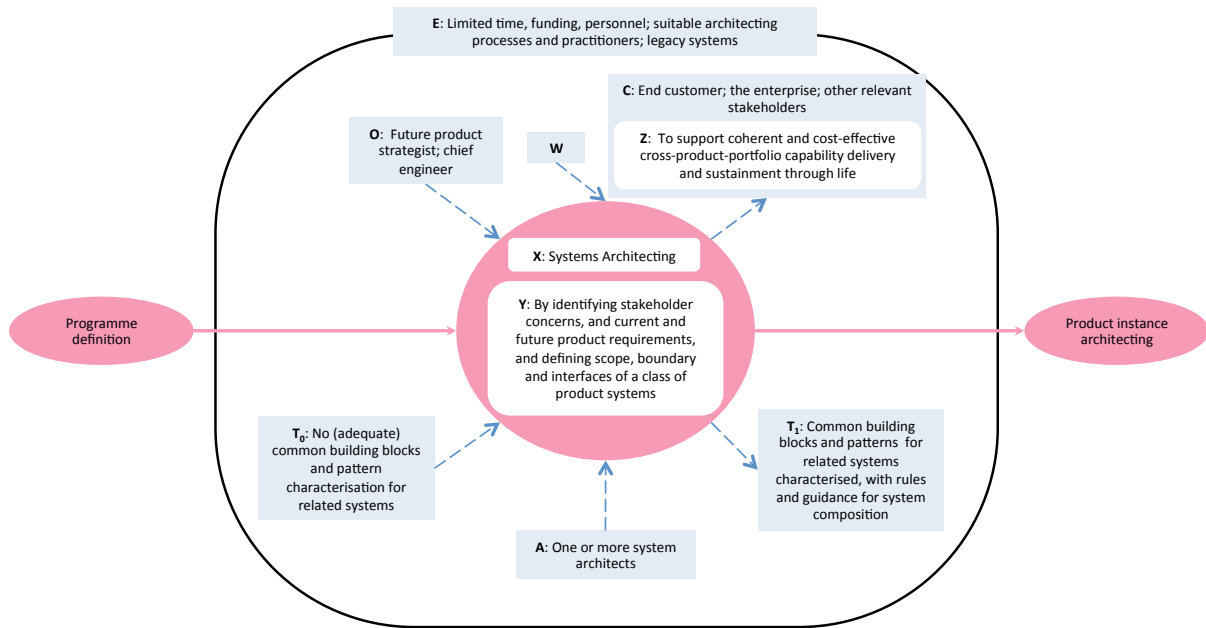 E: Limited time, funding, personnel; suitable architecting
processes and practitioners; legacy systems
C: End customer; the enterprise; other relevant
stakeholders
Z: To support coherent and cost-effective
cross-product-portfolio capability delivery
and sustainment through life
O: Future product
strategist; chief
engineer
W
X: Systems Architecting
Y: By identifying stakeholder
concerns, and current and
future product requirements,
and defining scope, boundary
and interfaces of a class of
product systems
Programme
definition
Product instance
architecting
T0: No (adequate)
common building blocks
and pattern
characterisation for
related systems
T1: Common building
blocks and patterns for
related systems
characterised, with rules
and guidance for system
composition
A: One or more system
architects